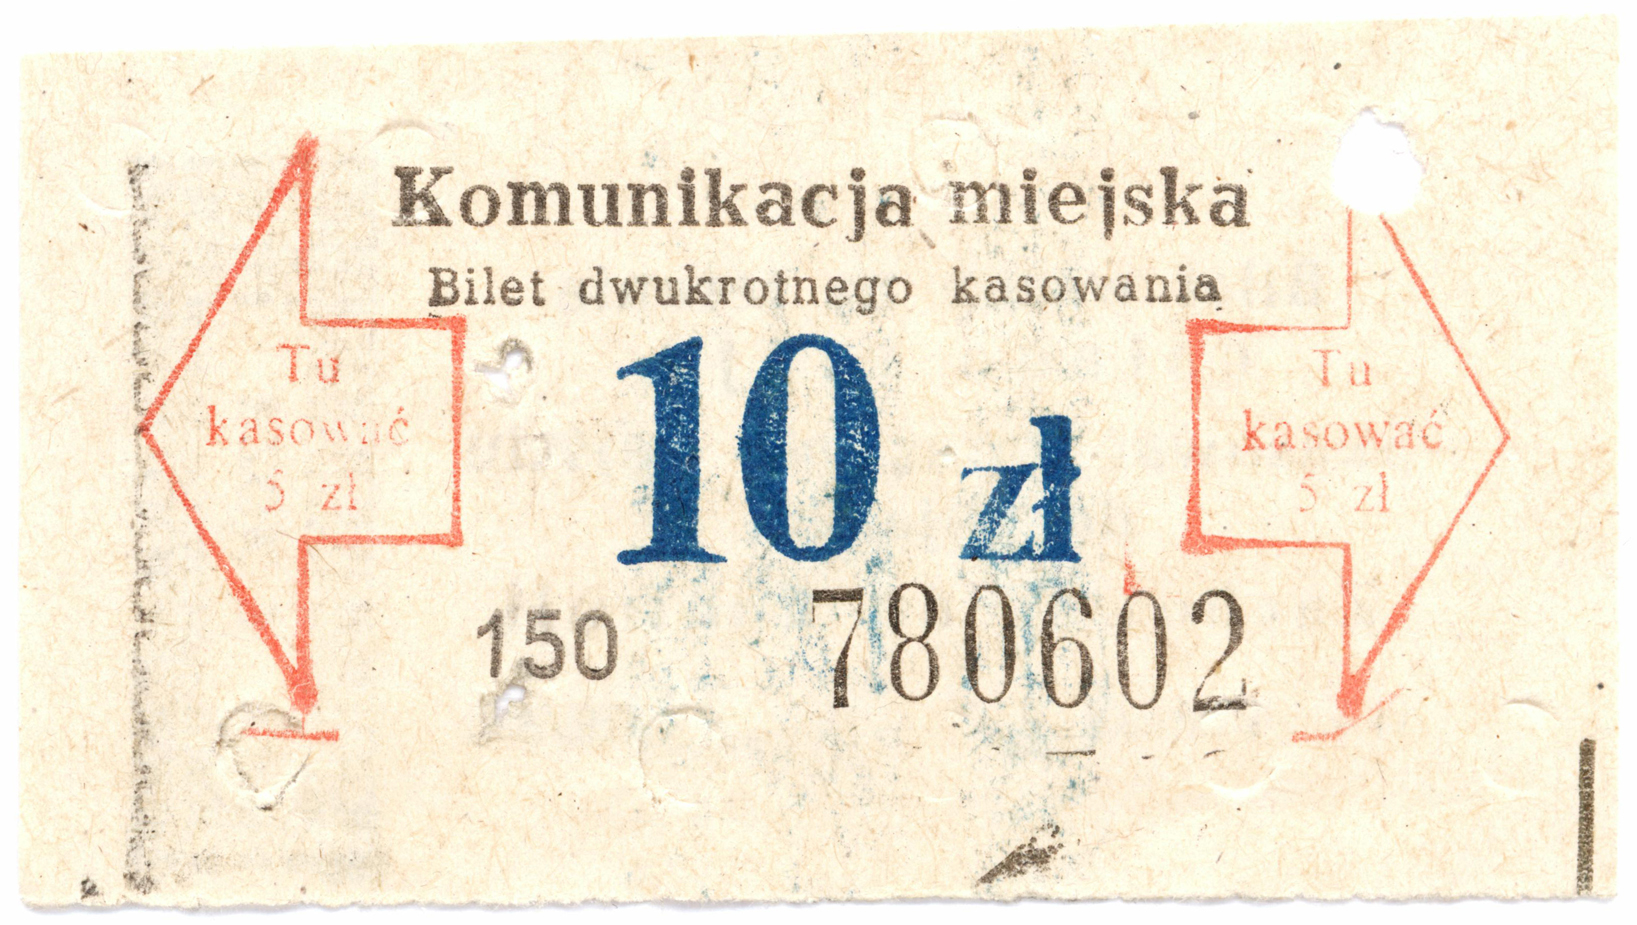 Komunikacja miejska
Bilet dwukrotnego kasowania
Tu
kasować
5 zł
10 zł
Tu
kasować
5 zł
150 780602